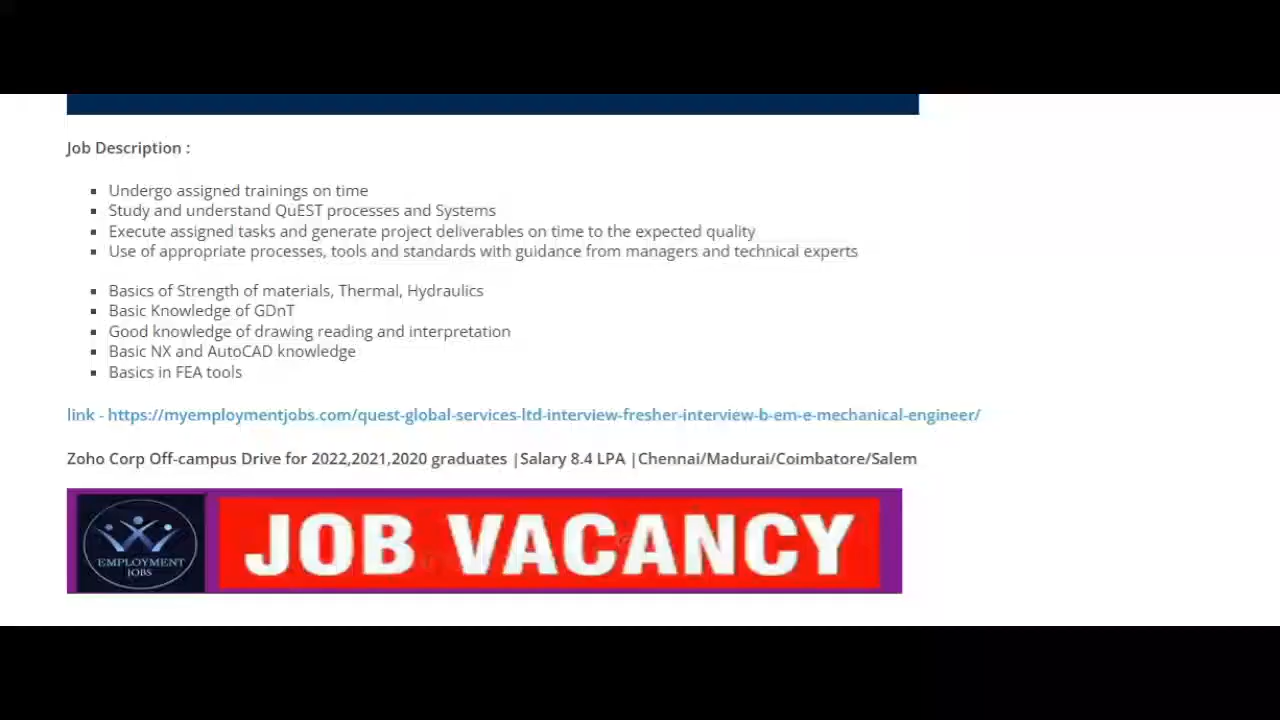 Job Description :
Undergo assigned trainings on time
Study and understand QuEST processes and Systems
Execute assigned tasks and generate project deliverables on time to the expected quality
Use of appropriate processes, tools and standards with guidance from managers and technical experts
Basics of Strength of materials, Thermal, Hydraulics
Basic Knowledge of GDnT
Good knowledge of drawing reading and interpretation
Basic NX and AutoCAD knowledge
Basics in FEA tools
link - https://myemploymentjobs.com/quest-global-services-ltd-interview-fresher-interview-b-em-e-mechanical-engineer/
Zoho Corp Off-campus Drive for 2022,2021,2020 graduates |Salary 8.4 LPA |Chennai/Madurai/Coimbatore/Salem
JOB VACANCY
EMPLOYMENT
JOBS